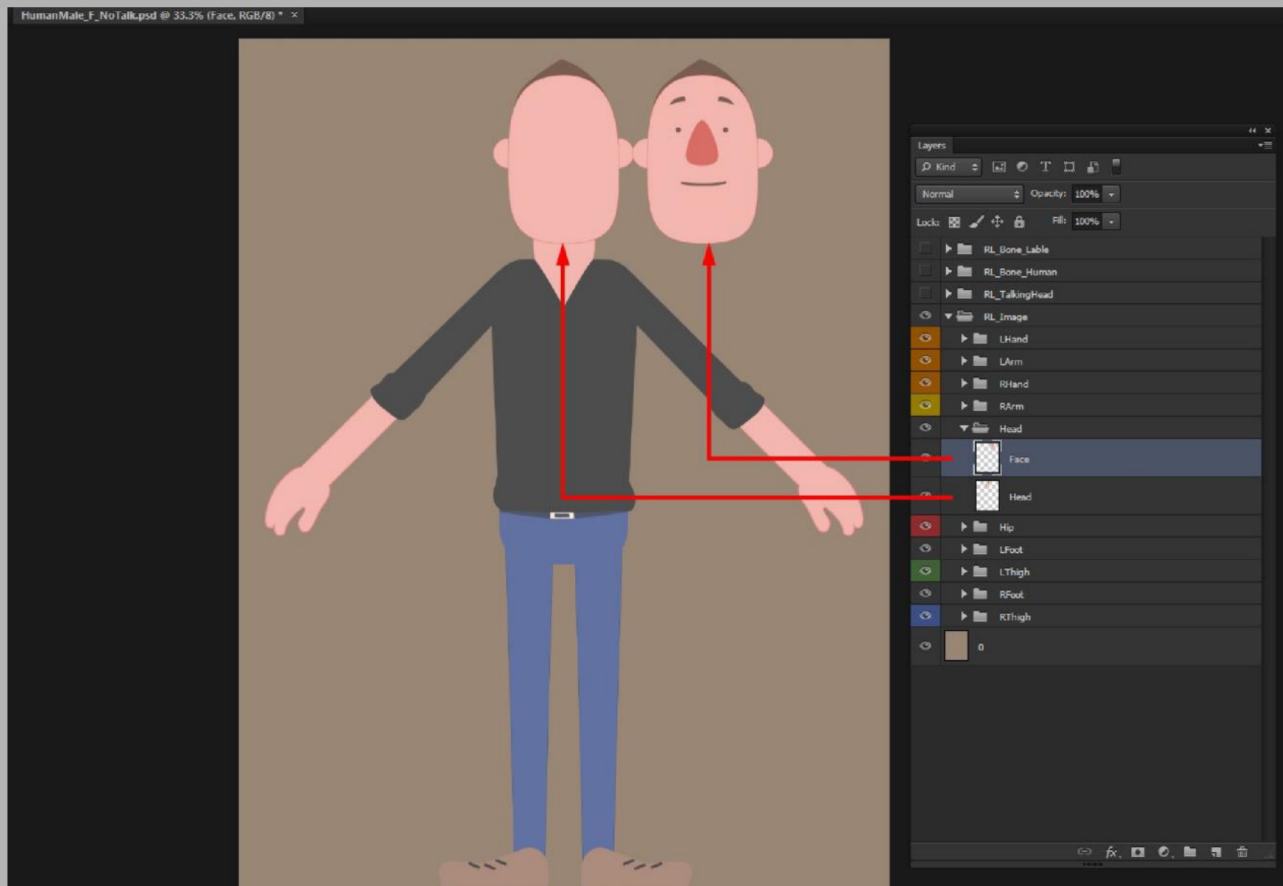 HumanMale_F_NoTalk.psd @ 33.3% (Face, RGB/8) * ×
Layers
Kind
Normal Opacity: 100%
Lock: Fill: 100%
RL_Bone_Lable
RL_Bone_Human
RL_TalkingHead
RL_Image
LHand
LArm
RHand
RArm
Head
Face
Head
Hip
LFoot
LThigh
RFoot
RThigh
0
fx